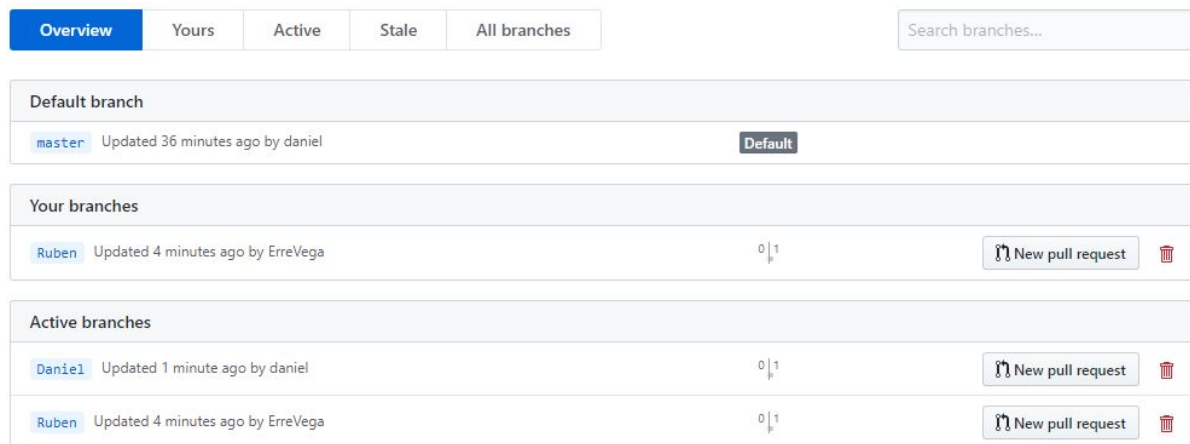 Overview Yours Active Stale All branches Search branches...
Default branch
master Updated 36 minutes ago by daniel Default
Your branches
Ruben Updated 4 minutes ago by ErreVega 0 1 New pull request
Active branches
Daniel Updated 1 minute ago by daniel 0 1 New pull request
Ruben Updated 4 minutes ago by ErreVega 0 1 New pull request